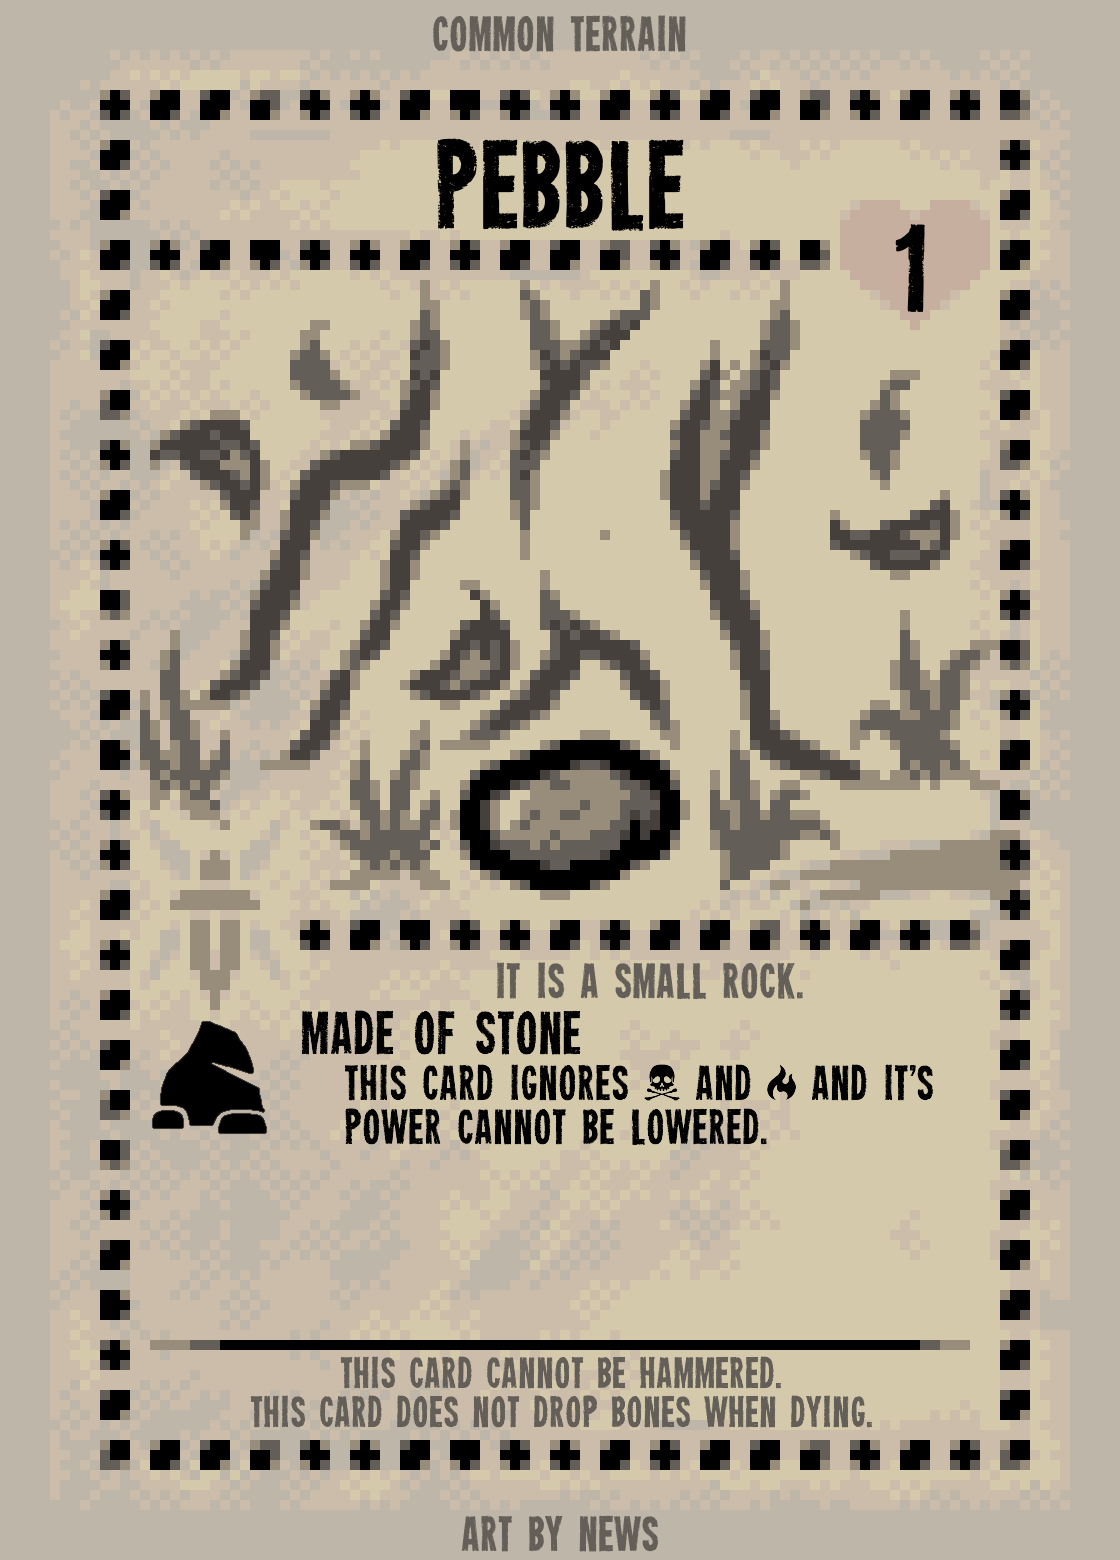 COMMON TERRAIN
PEBBLE
1
IT IS A SMALL ROCK.
MADE OF STONE
THIS CARD IGNORES AND AND IT'S
POWER CANNOT BE LOWERED.
THIS CARD CANNOT BE HAMMERED.
THIS CARD DOES NOT DROP BONES WHEN DYING.
ART BY NEWS